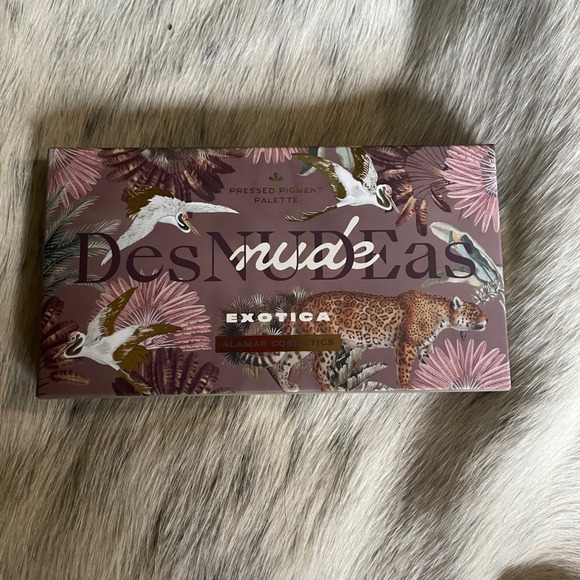 PRESSED PIGMENT
PALETTE
DesNUDEas
nude
EXOTICA
ALAMAR COSMETICS